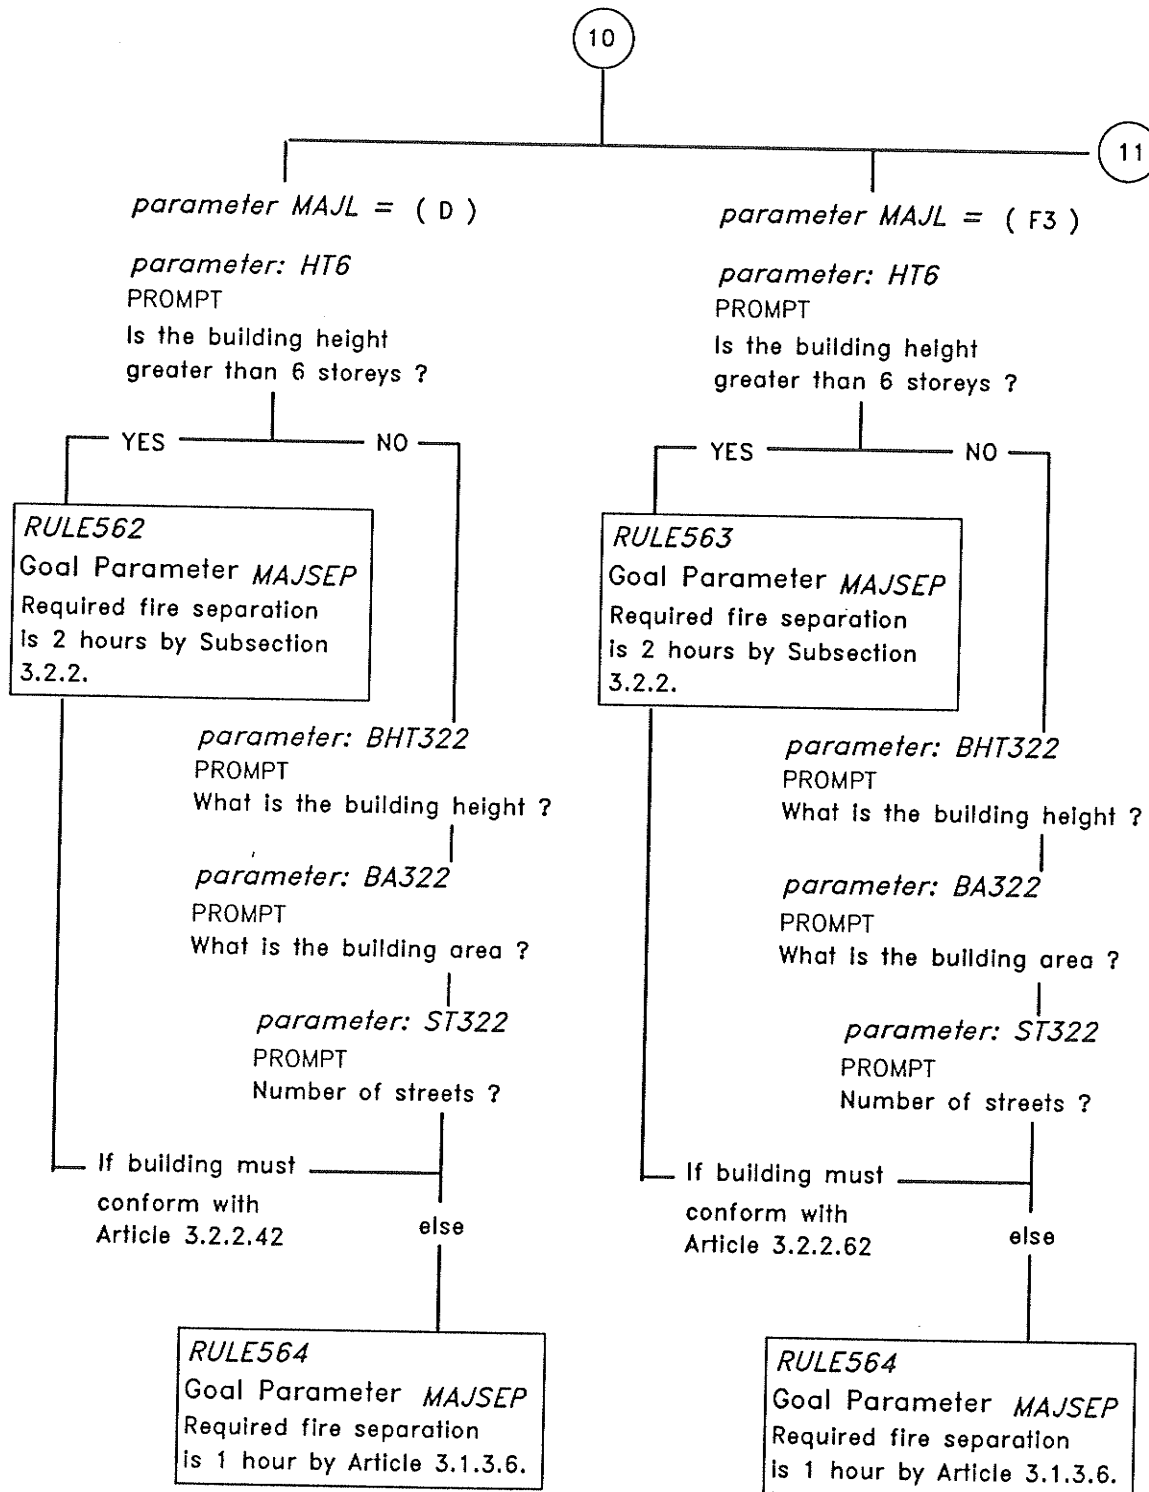 10
11
parameter MAJL = ( D )
parameter: HT6
PROMPT
Is the building height
greater than 6 storeys ?
YES
NO
RULE562
Goal Parameter MAJSEP
Required fire separation
is 2 hours by Subsection
3.2.2.
parameter: BHT322
PROMPT
What is the building height ?
parameter: BA322
PROMPT
What is the building area ?
parameter: ST322
PROMPT
Number of streets ?
If building must
conform with
Article 3.2.2.42
else
RULE564
Goal Parameter MAJSEP
Required fire separation
is 1 hour by Article 3.1.3.6.
parameter MAJL = ( F3 )
parameter: HT6
PROMPT
Is the building height
greater than 6 storeys ?
YES
NO
RULE563
Goal Parameter MAJSEP
Required fire separation
is 2 hours by Subsection
3.2.2.
parameter: BHT322
PROMPT
What is the building height ?
parameter: BA322
PROMPT
What is the building area ?
parameter: ST322
PROMPT
Number of streets ?
If building must
conform with
Article 3.2.2.62
else
RULE564
Goal Parameter MAJSEP
Required fire separation
is 1 hour by Article 3.1.3.6.